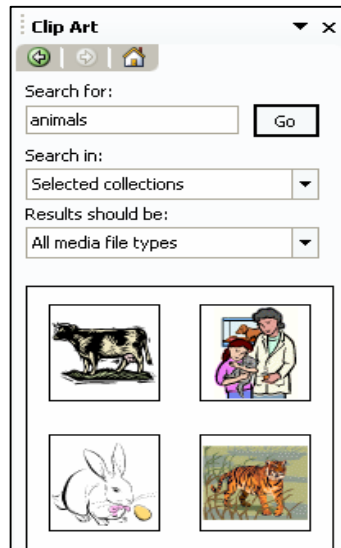 Clip Art
Search for:
animals
Go
Search in:
Selected collections
Results should be:
All media file types